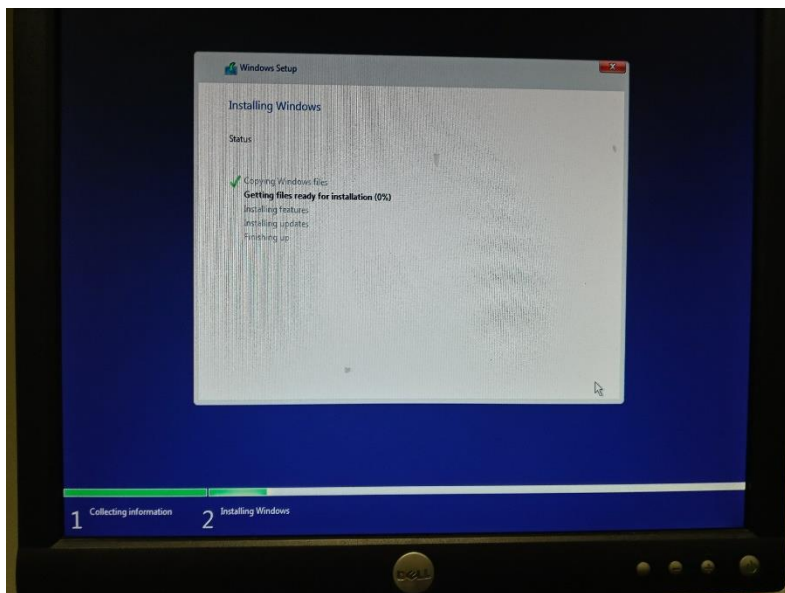 Windows Setup
Installing Windows
Status
Copying Windows files
Getting files ready for installation (0%)
Installing features
Installing updates
Finishing up
1 Collecting information
2 Installing Windows
DELL